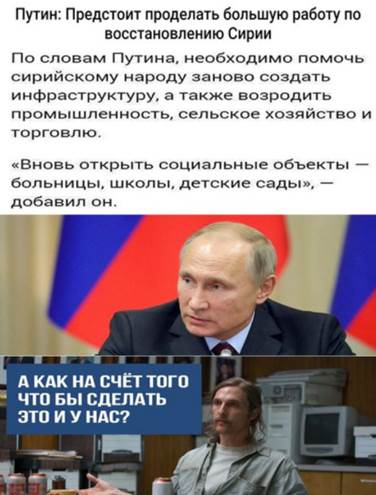 Путин: Предстоит проделать большую работу по
восстановлению Сирии
По словам Путина, необходимо помочь
сирийскому народу заново создать
инфраструктуру, а также возродить
промышленность, сельское хозяйство и
торговлю.
«Вновь открыть социальные объекты —
больницы, школы, детские сады», —
добавил он.
А КАК НА СЧЁТ ТОГО
ЧТО БЫ СДЕЛАТЬ
ЭТО И У НАС?